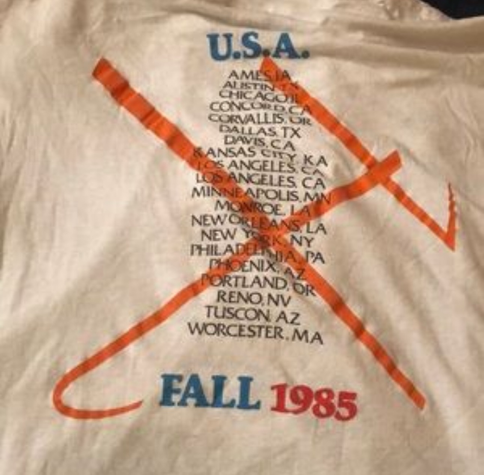 U.S.A.
AMES, IA
AUSTIN, TX
CHICAGO, IL
CONCORD, CA
CORVALLIS, OR
DALLAS, TX
DAVIS, CA
KANSAS CITY, KA
LOS ANGELES, CA
LOS ANGELES, CA
MINNEAPOLIS, MN
MONROE, LA
NEW ORLEANS, LA
NEW YORK, NY
PHILADELPHIA, PA
PHOENIX, AZ
PORTLAND, OR
RENO, NV
TUSCON, AZ
WORCESTER, MA
FALL 1985